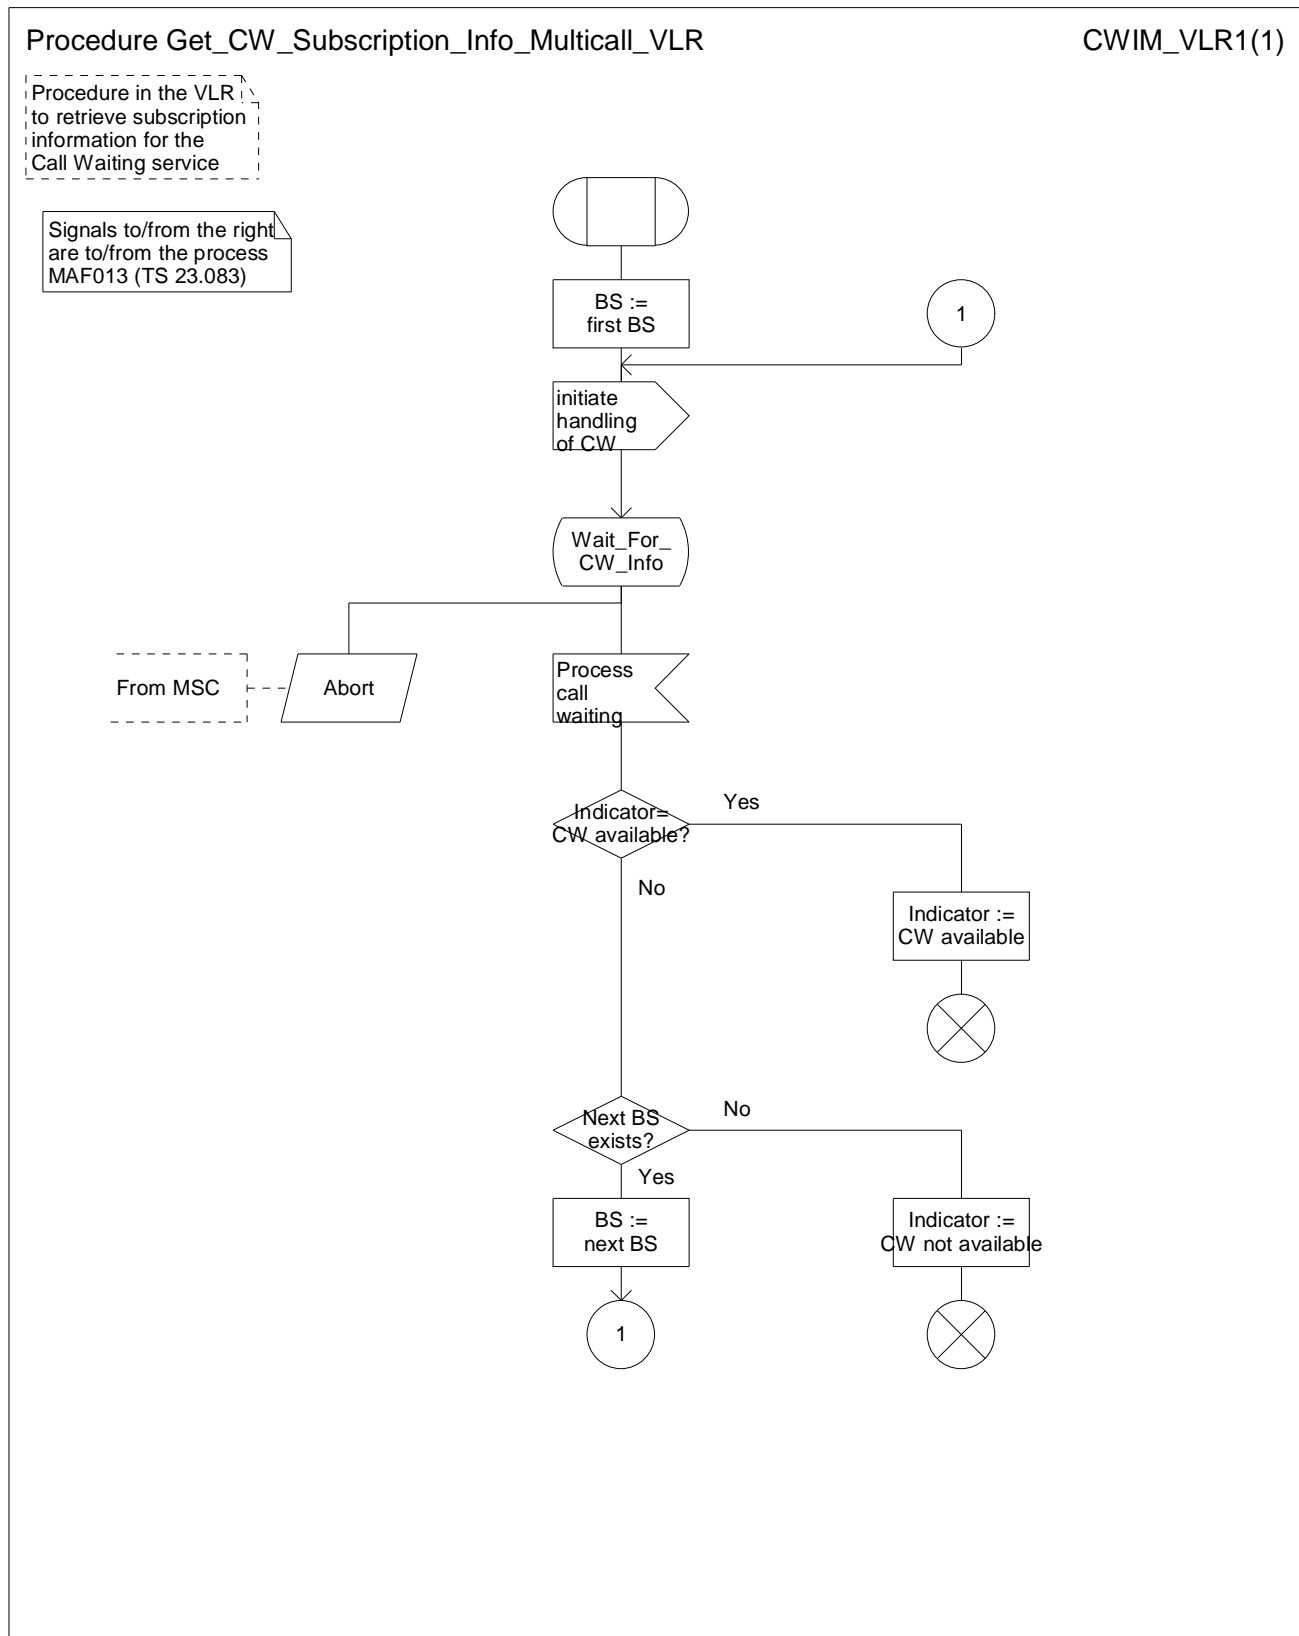 Procedure Get_CW_Subscription_Info_Multicall_VLR
CWIM_VLR1(1)
Procedure in the VLR
to retrieve subscription
information for the
Call Waiting service
Signals to/from the right
are to/from the process
MAF013 (TS 23.083)
BS :=
first BS
1
initiate
handling
of CW
Wait_For_
CW_Info
From MSC
Abort
Process
call
waiting
Indicator=
CW available?
Yes
No
Indicator :=
CW available
Next BS
exists?
No
Yes
BS :=
next BS
Indicator :=
CW not available
1